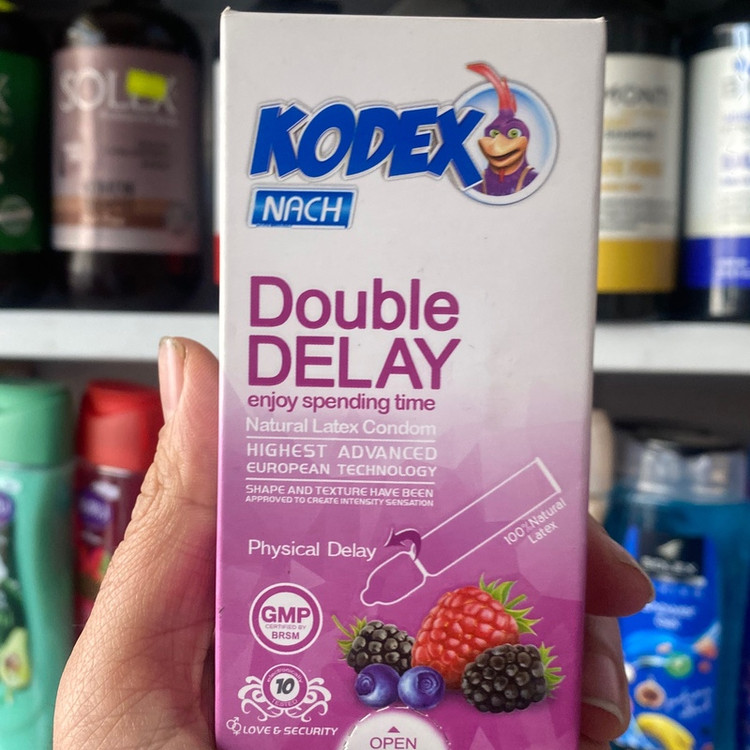 KODEX
NACH
Double
DELAY
enjoy spending time
Natural Latex Condom
HIGHEST ADVANCED
EUROPEAN TECHNOLOGY
SHAPE AND TEXTURE HAVE BEEN
APPROVED TO CREATE INTENSITY SENSATION
100% Natural
Latex
Physical Delay
GMP
CERTIFIED BY
BRSM
electronically
10
TESTED
LOVE & SECURITY
OPEN
SOLEX